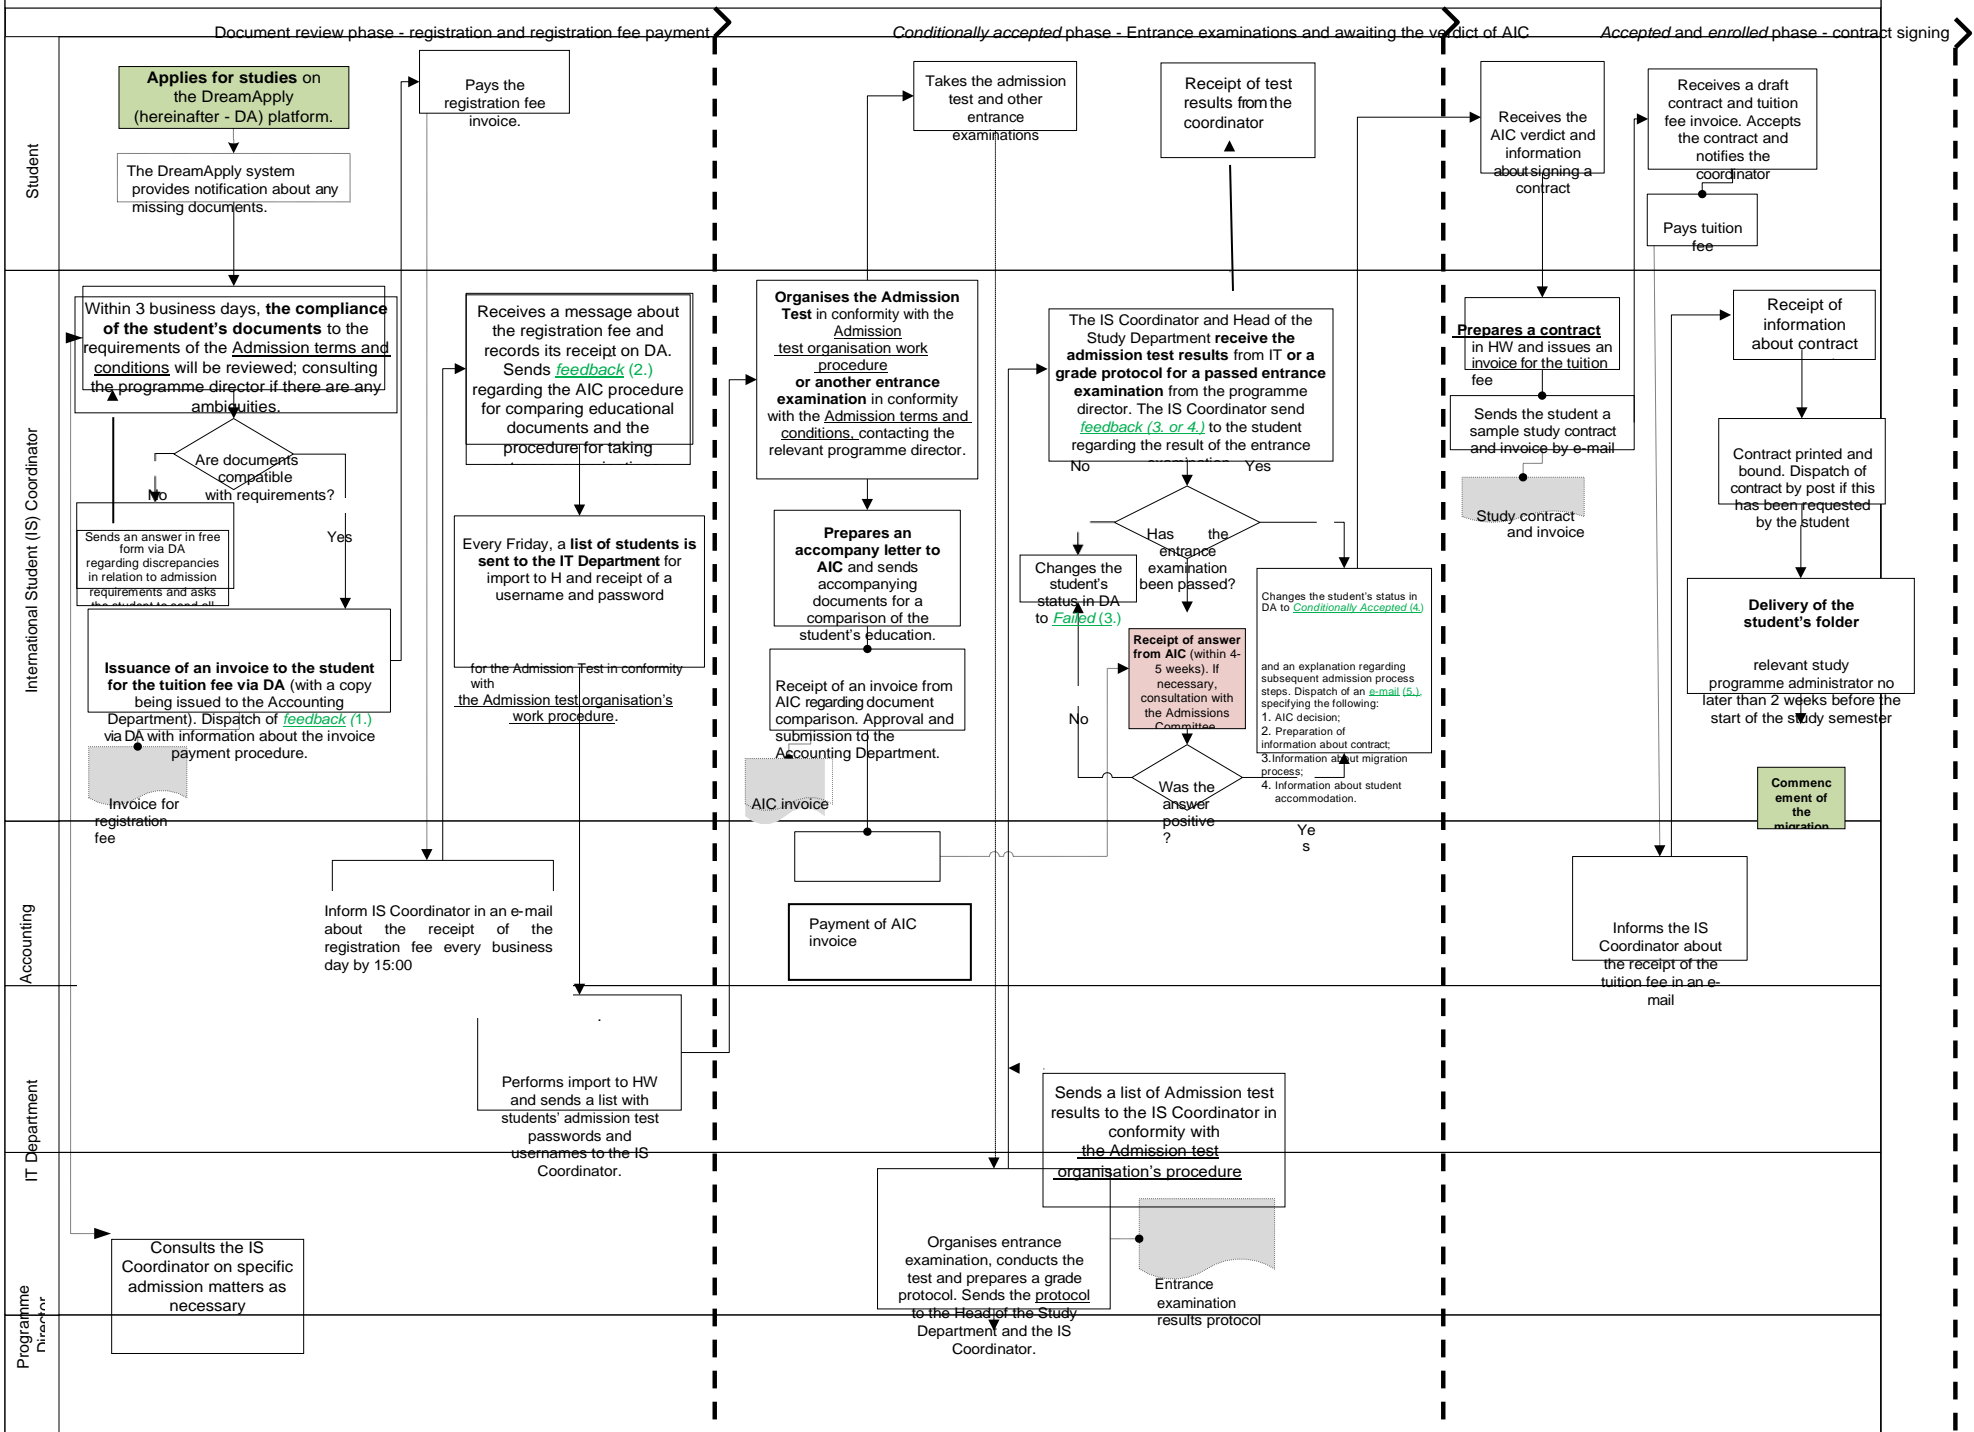 Document review phase - registration and registration fee payment
Conditionally accepted phase - Entrance examinations and awaiting the verdict of AIC
Accepted and enrolled phase - contract signing
Student
Applies for studies on
the DreamApply
(hereinafter - DA) platform.
The DreamApply system
provides notification about any
missing documents.
Pays the
registration fee
invoice.
Takes the admission
test and other
entrance
examinations
Receipt of test
results from the
coordinator
Receives the
AIC verdict and
information
about signing a
contract
Receives a draft
contract and tuition
fee invoice. Accepts
the contract and
notifies the
coordinator
Pays tuition
fee
International Student (IS) Coordinator
Within 3 business days, the compliance
of the student's documents to the
requirements of the Admission terms and
conditions will be reviewed; consulting
the programme director if there are any
ambiguities.
Are documents
compatible
with requirements?
No
Yes
Sends an answer in free
form via DA
regarding discrepancies
in relation to admission
requirements and asks
the student to send all
Issuance of an invoice to the student
for the tuition fee via DA (with a copy
being issued to the Accounting
Department). Dispatch of feedback (1.)
via DA with information about the invoice
payment procedure.
Invoice for
registration
fee
Receives a message about
the registration fee and
records its receipt on DA.
Sends feedback (2.)
regarding the AIC procedure
for comparing educational
documents and the
procedure for taking
Every Friday, a list of students is
sent to the IT Department for
import to H and receipt of a
username and password
for the Admission Test in conformity
with
the Admission test organisation's
work procedure.
Organises the Admission
Test in conformity with the
Admission
test organisation work
procedure
or another entrance
examination in conformity
with the Admission terms and
conditions, contacting the
relevant programme director.
Prepares an
accompany letter to
AIC and sends
accompanying
documents for a
comparison of the
student's education.
Receipt of an invoice from
AIC regarding document
comparison. Approval and
submission to the
Accounting Department.
AIC invoice
The IS Coordinator and Head of the
Study Department receive the
admission test results from IT or a
grade protocol for a passed entrance
examination from the programme
director. The IS Coordinator send
feedback (3. or 4.) to the student
regarding the result of the entrance
No
Yes
Has the
entrance
examination
been passed?
Changes the
student's
status in DA
to Failed (3.)
Receipt of answer
from AIC (within 4-
5 weeks). If
necessary,
consultation with
the Admissions
Committee
No
Was the
answer
positive
?
Ye
s
Changes the student's status in
DA to Conditionally Accepted (4.)
and an explanation regarding
subsequent admission process
steps. Dispatch of an e-mail (5.),
specifying the following:
1. AIC decision;
2. Preparation of
information about contract;
3.Information about migration
process;
4. Information about student
accommodation.
Prepares a contract
in HW and issues an
invoice for the tuition
fee
Sends the student a
sample study contract
and invoice by e-mail
Study contract
and invoice
Receipt of
information
about contract
Contract printed and
bound. Dispatch of
contract by post if this
has been requested
by the student
Delivery of the
student's folder
relevant study
programme administrator no
later than 2 weeks before the
start of the study semester
Commenc
ement of
the
migration
Accounting
Inform IS Coordinator in an e-mail
about the receipt of the
registration fee every business
day by 15:00
Payment of AIC
invoice
Informs the IS
Coordinator about
the receipt of the
tuition fee in an e-
mail
IT Department
Performs import to HW
and sends a list with
students' admission test
passwords and
usernames to the IS
Coordinator.
Sends a list of Admission test
results to the IS Coordinator in
conformity with
the Admission test
organisation's procedure
Programme
Director
Consults the IS
Coordinator on specific
admission matters as
necessary
Organises entrance
examination, conducts the
test and prepares a grade
protocol. Sends the protocol
to the Head of the Study
Department and the IS
Coordinator.
Entrance
examination
results protocol